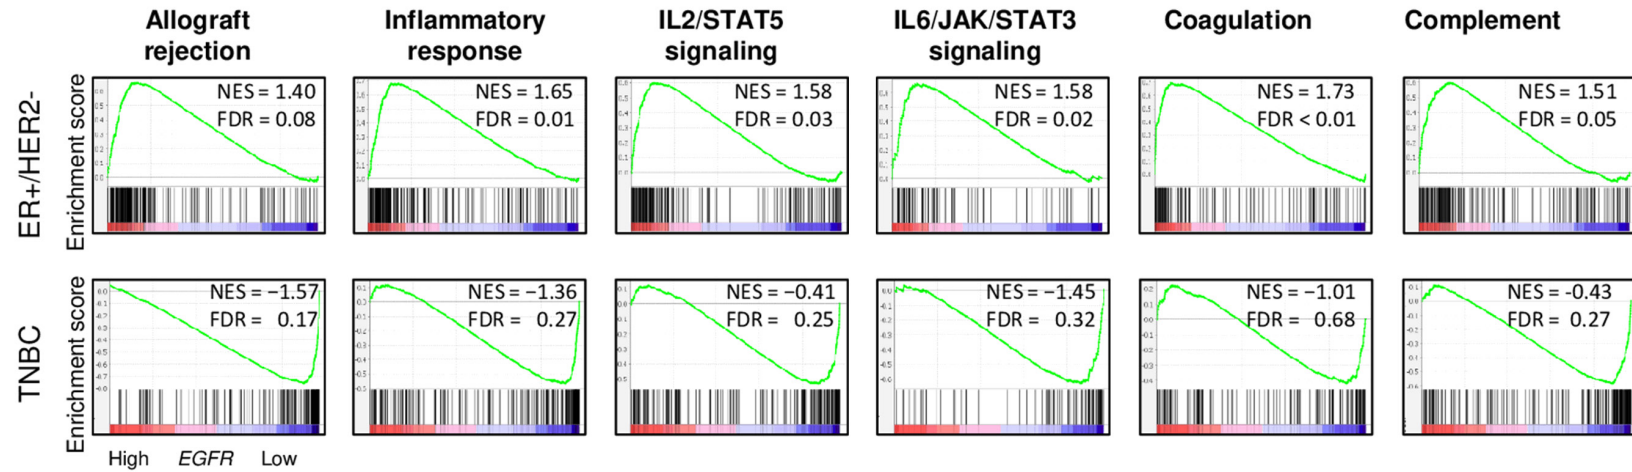 Allograft rejection
Inflammatory response
IL2/STAT5 signaling
IL6/JAK/STAT3 signaling
Coagulation
Complement
ER+/HER2-
Enrichment score
NES = 1.40
FDR = 0.08
NES = 1.65
FDR = 0.01
NES = 1.58
FDR = 0.03
NES = 1.58
FDR = 0.02
NES = 1.73
FDR < 0.01
NES = 1.51
FDR = 0.05
TNBC
Enrichment score
NES = −1.57
FDR = 0.17
NES = −1.36
FDR = 0.27
NES = −0.41
FDR = 0.25
NES = −1.45
FDR = 0.32
NES = −1.01
FDR = 0.68
NES = -0.43
FDR = 0.27
High EGFR Low